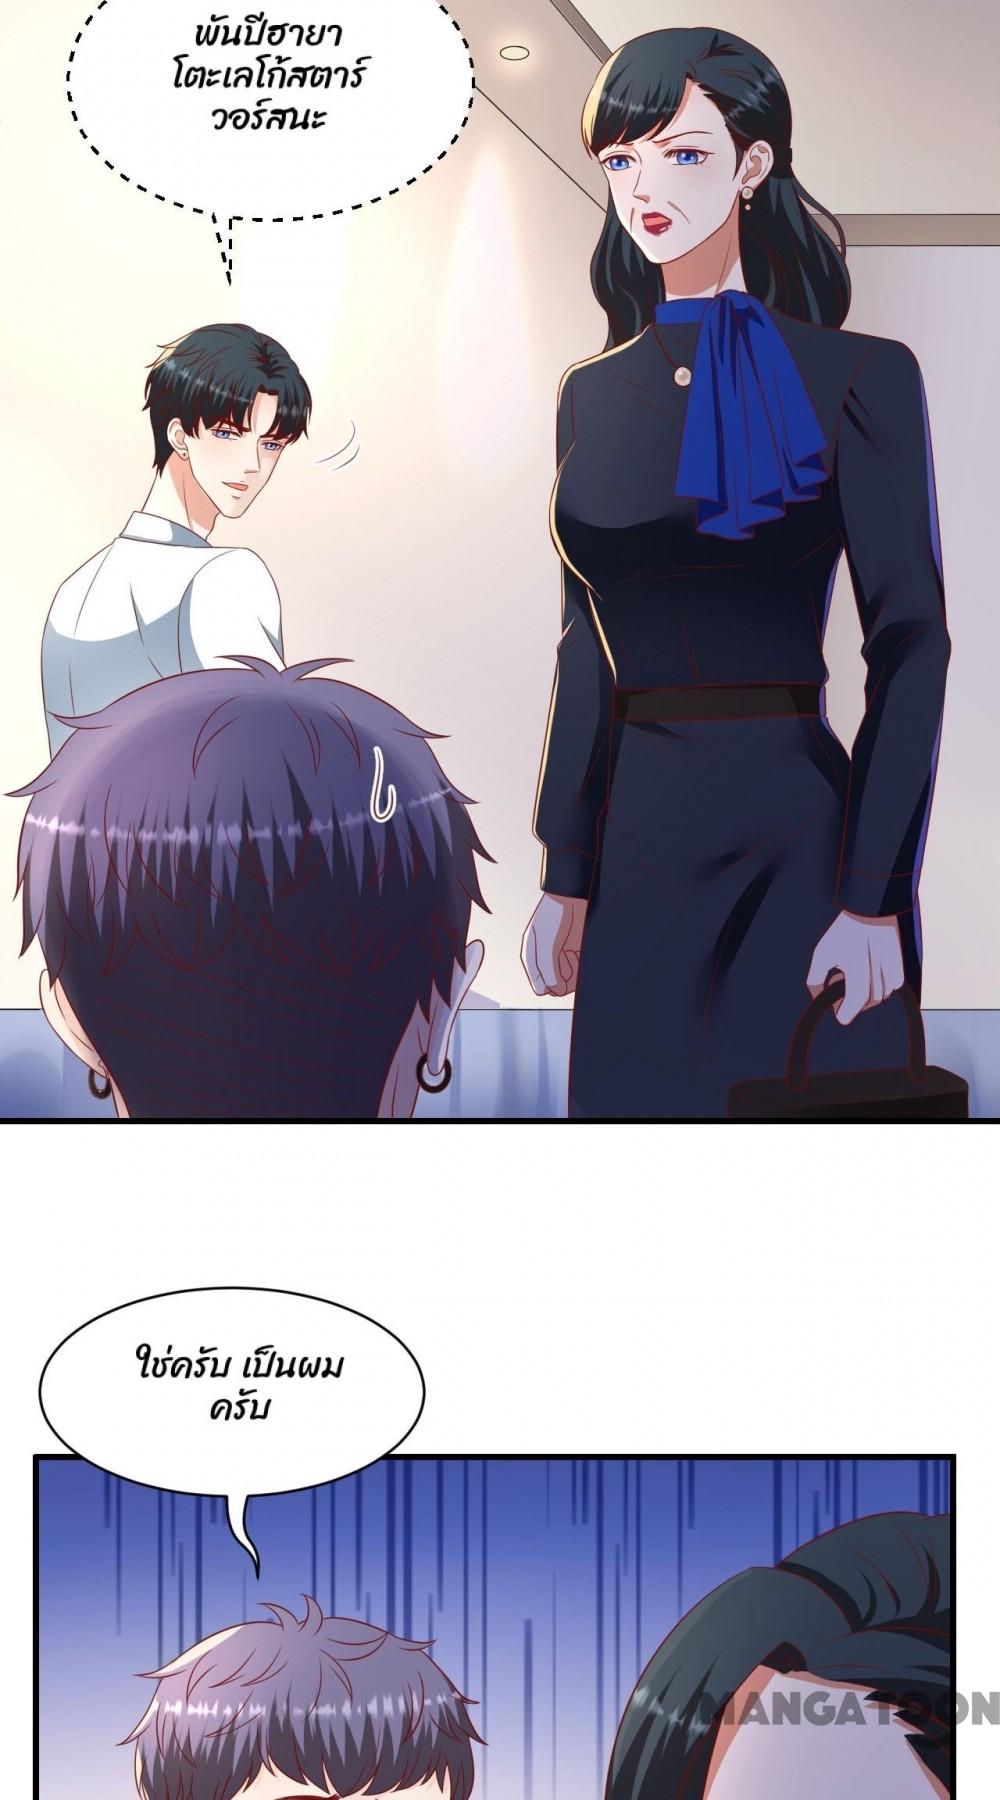 พันปีฮายา
โตะเลโก้สตาร์
วอร์สนะ
ใช่ครับ เป็นผม
ครับ
MANGATOON